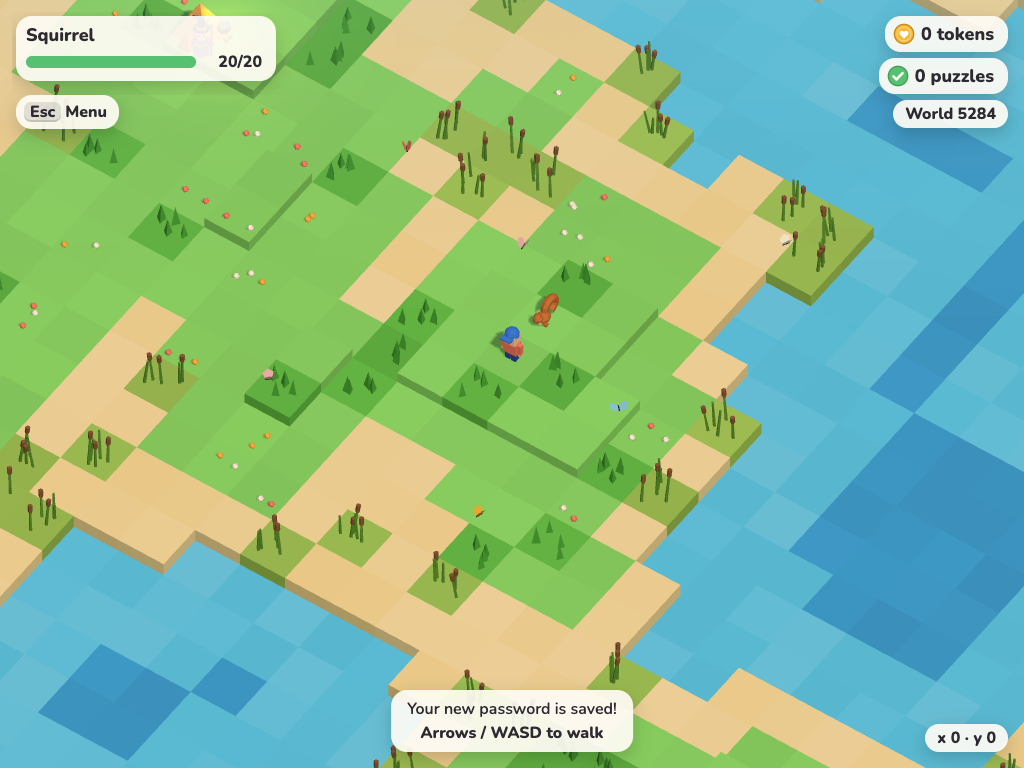 Squirrel
20/20
Esc Menu
0 tokens
0 puzzles
World 5284
Your new password is saved!
Arrows / WASD to walk
x 0 · y 0